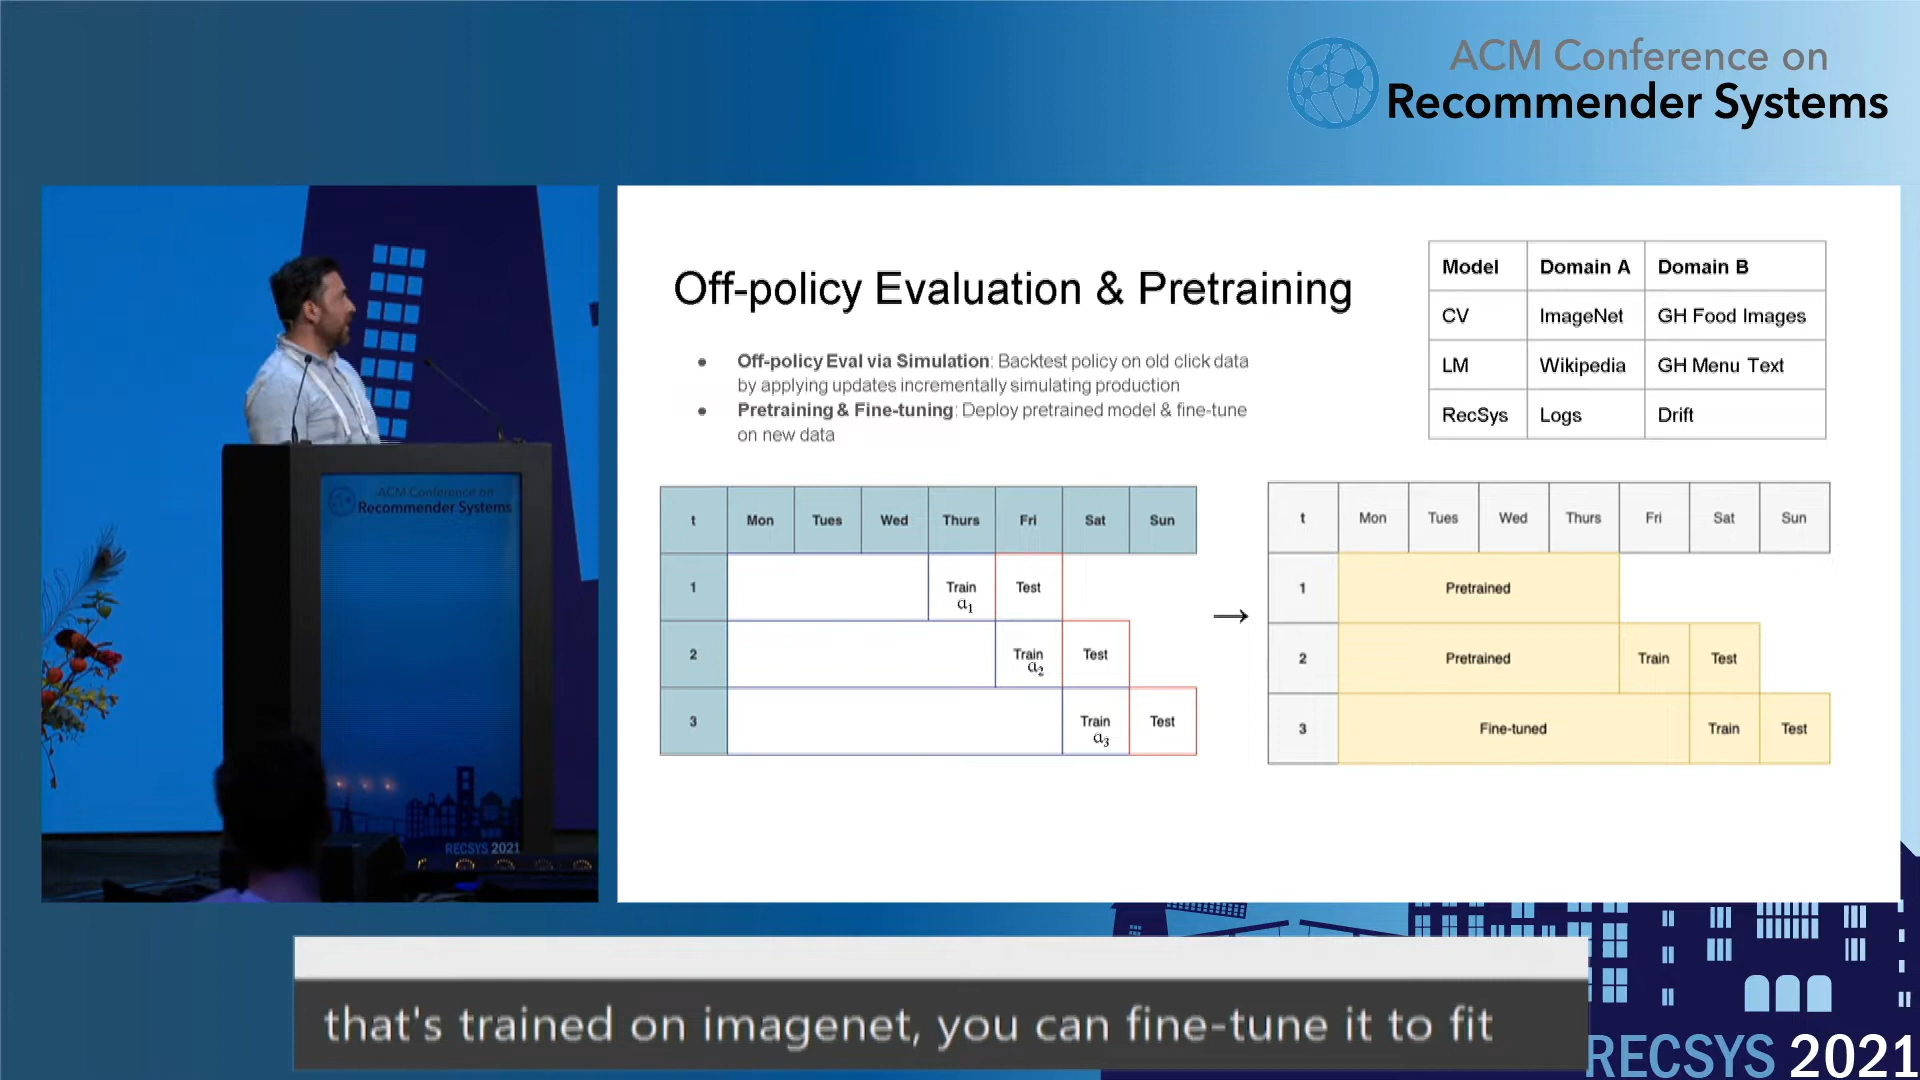 ACM Conference on
Recommender Systems
Off-policy Evaluation & Pretraining
● Off-policy Eval via Simulation: Backtest policy on old click data
by applying updates incrementally simulating production
● Pretraining & Fine-tuning: Deploy pretrained model & fine-tune
on new data
Model Domain A Domain B
CV ImageNet GH Food Images
LM Wikipedia GH Menu Text
RecSys Logs Drift
t Mon Tues Wed Thurs Fri Sat Sun
1 Train Test
a1
2 Train Test
a2
3 Train Test
a3
→
t Mon Tues Wed Thurs Fri Sat Sun
1 Pretrained
2 Pretrained Train Test
3 Fine-tuned Train Test
ACM Conference on
Recommender Systems
RECSYS 2021
that's trained on imagenet, you can fine-tune it to fit
RECSYS 2021